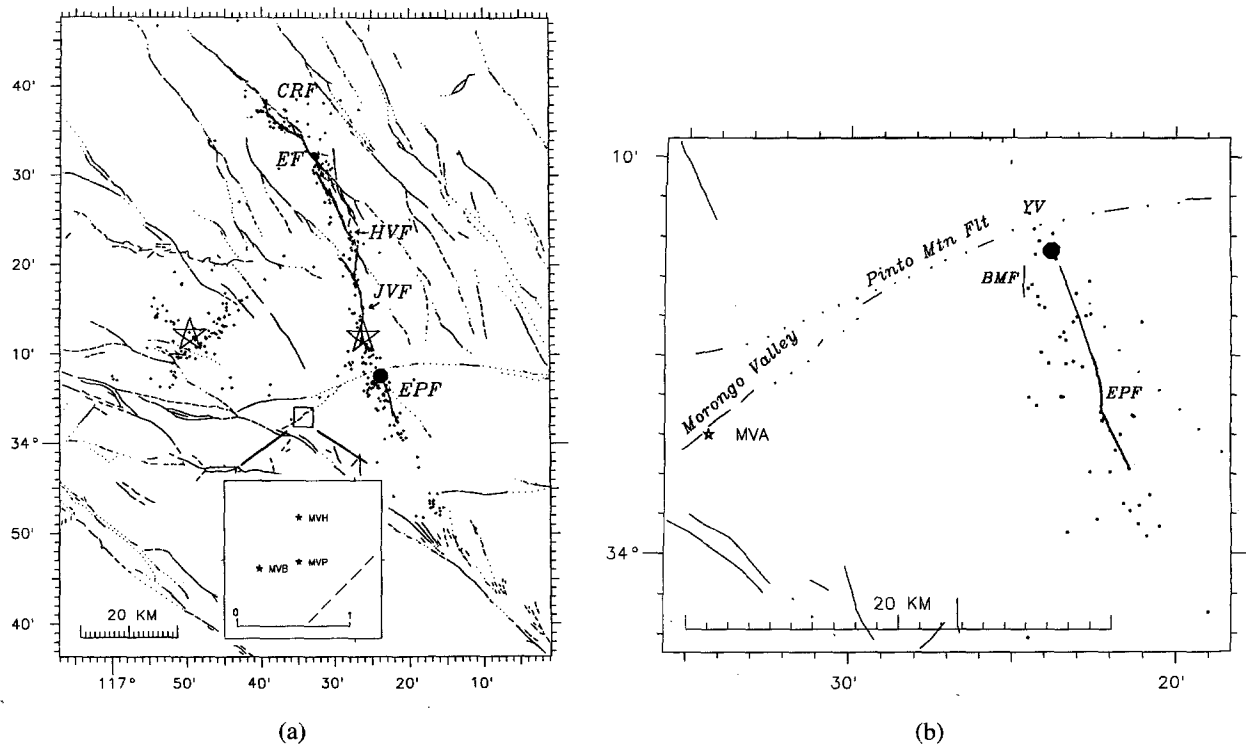 40'
30'
20'
10'
34°
50'
40'
CRF
EF
HVF
JVF
EPF
MVH
MVB
MVP
0
1
20 KM
117°
50'
40'
30'
20'
10'
(a)
10'
34°
YV
Pinto Mtn Flt
BMF
Morongo Valley
MVA
EPF
20 KM
30'
20'
(b)